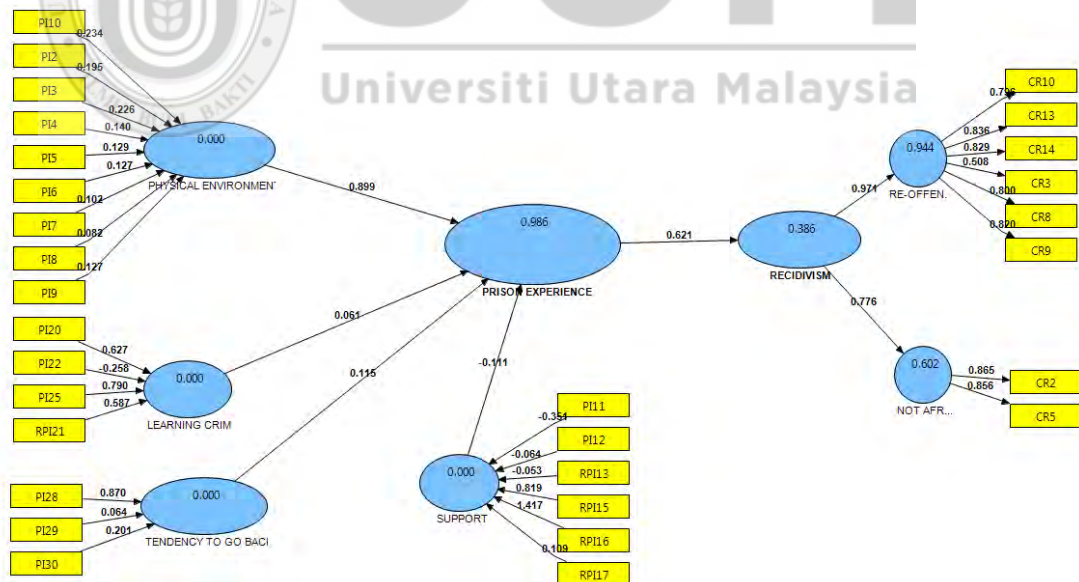 Universiti Utara Malaysia
BAKTI
PI10
PI2
PI3
PI4
PI5
PI6
PI7
PI8
PI9
0.234
0.195
0.226
0.140
0.129
0.127
0.102
0.082
0.127
0.000
PHYSICAL ENVIRONMENT
0.899
PI20
PI22
PI25
RPI21
0.627
-0.258
0.790
0.587
0.000
LEARNING CRIM
0.061
PI28
PI29
PI30
0.870
0.064
0.201
0.000
TENDENCY TO GO BACI
0.115
0.986
PRISON EXPERIENCE
-0.111
0.000
SUPPORT
-0.351
-0.064
-0.053
0.819
1.417
0.109
PI11
PI12
RPI13
RPI15
RPI16
RPI17
0.621
0.386
RECIDIVISM
0.971
0.944
RE-OFFEN.
0.796
0.836
0.829
0.508
0.800
0.820
CR10
CR13
CR14
CR3
CR8
CR9
0.776
0.602
NOT AFR...
0.865
0.856
CR2
CR5